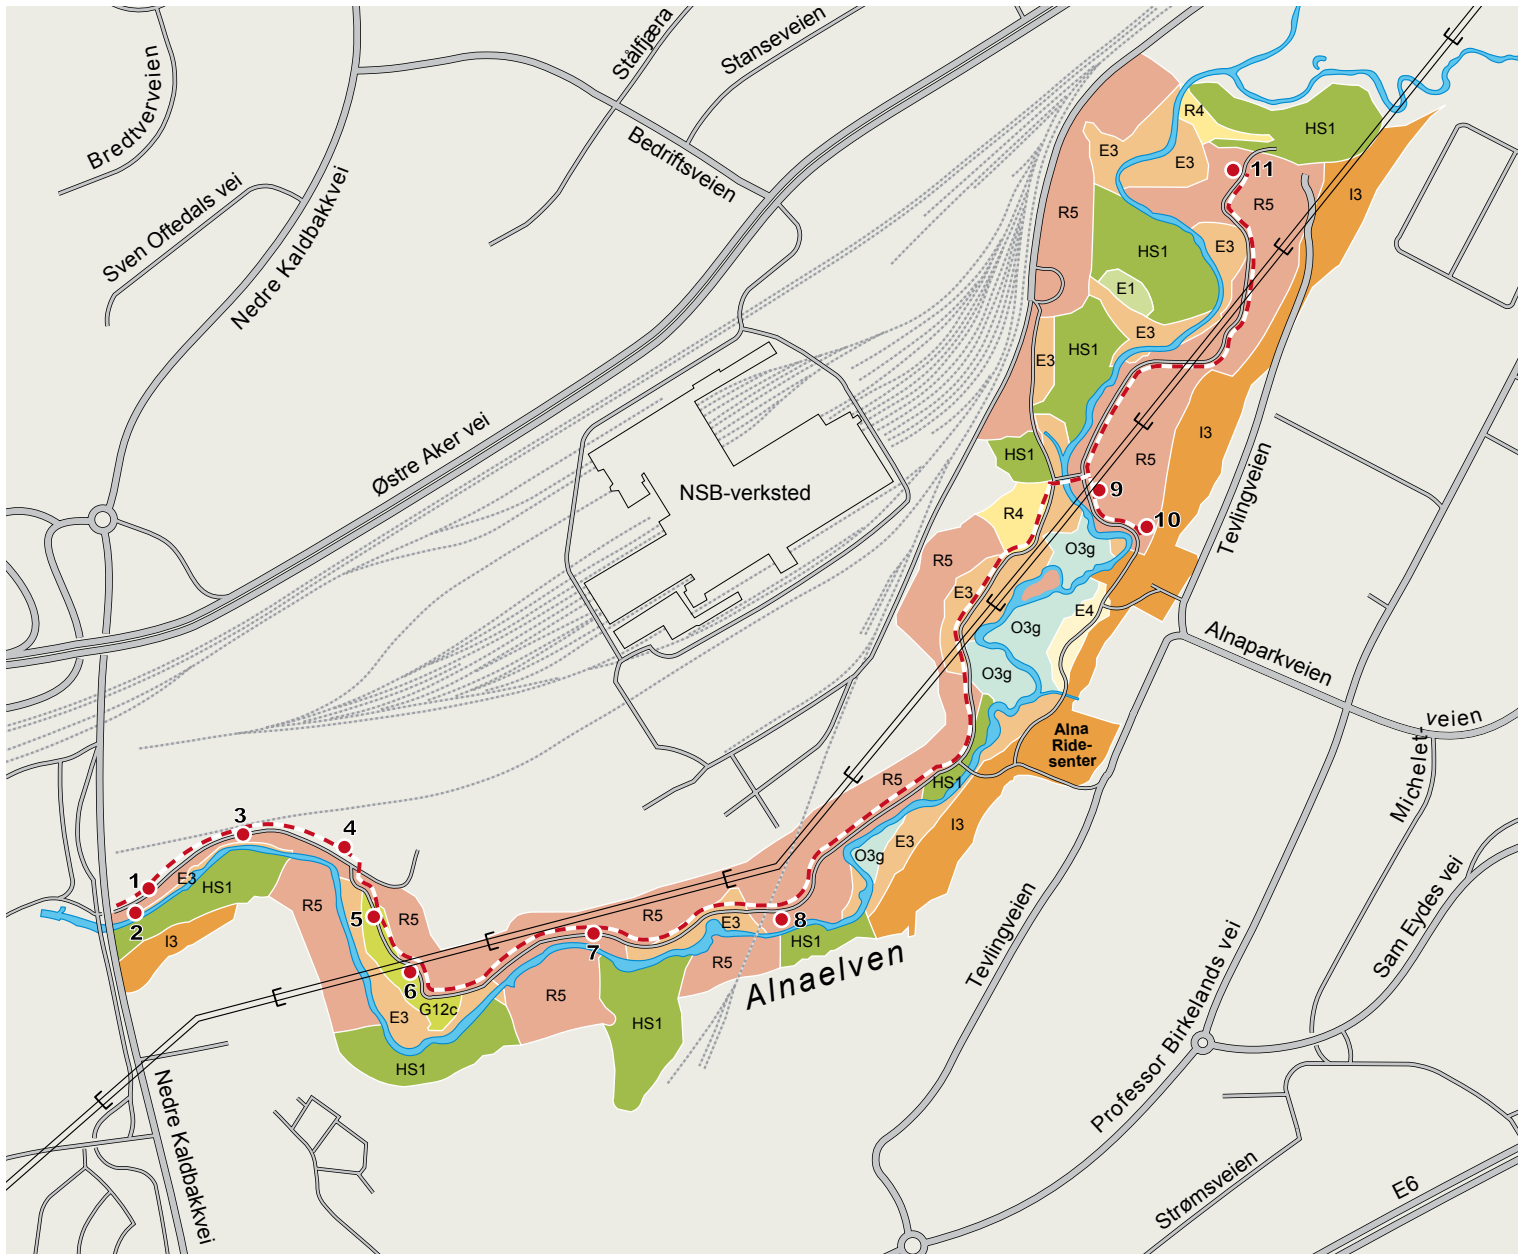 Bredtverveien
Stålfjæra
Stanseveien
Bedriftsveien
Sven Oftedals vei
Nedre Kaldbakkvei
Østre Aker vei
NSB-verksted
R4
HS1
E3
E3
11
R5
I3
R5
E3
HS1
E1
E3
E3
HS1
I3
HS1
R5
9
10
R4
Tevlingveien
O3g
R5
E3
E4
O3g
Alnaparkveien
O3g
Alna
Ride-
senter
veien
Michelet-
R5
HS1
3
4
I3
E3
O3g
1
E3
HS1
2
R5
5
R5
R5
E3
8
7
I3
HS1
R5
Alnaelven
6
R5
G12c
E3
HS1
HS1
Tevlingveien
Sam Eydes vei
Professor Birkelands vei
Nedre Kaldbakkvei
Strømsveien
E6